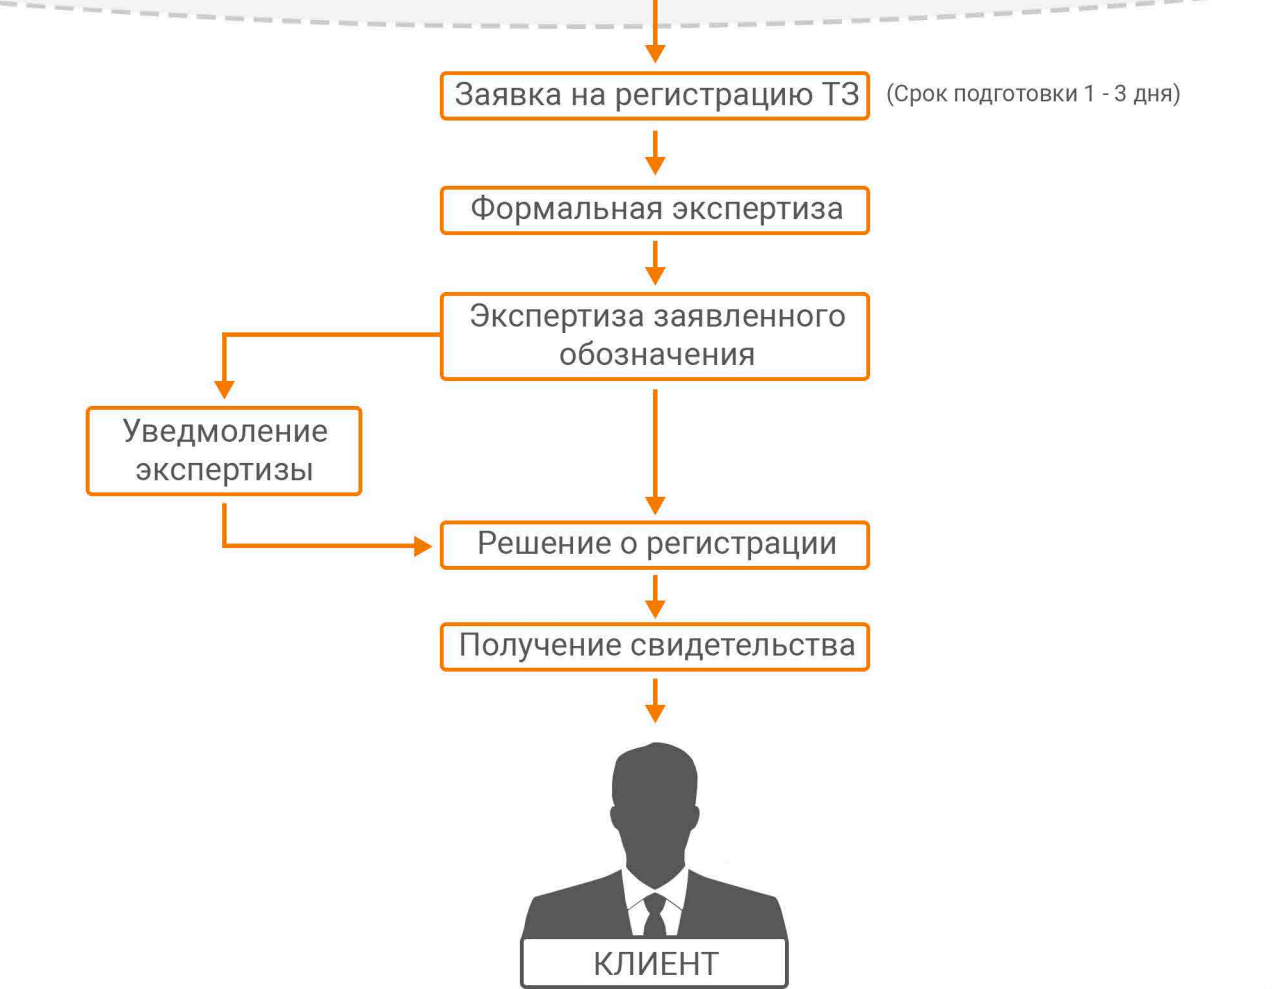 Заявка на регистрацию ТЗ (Срок подготовки 1 - 3 дня)
Формальная экспертиза
Экспертиза заявленного
обозначения
Уведмоление
экспертизы
Решение о регистрации
Получение свидетельства
КЛИЕНТ